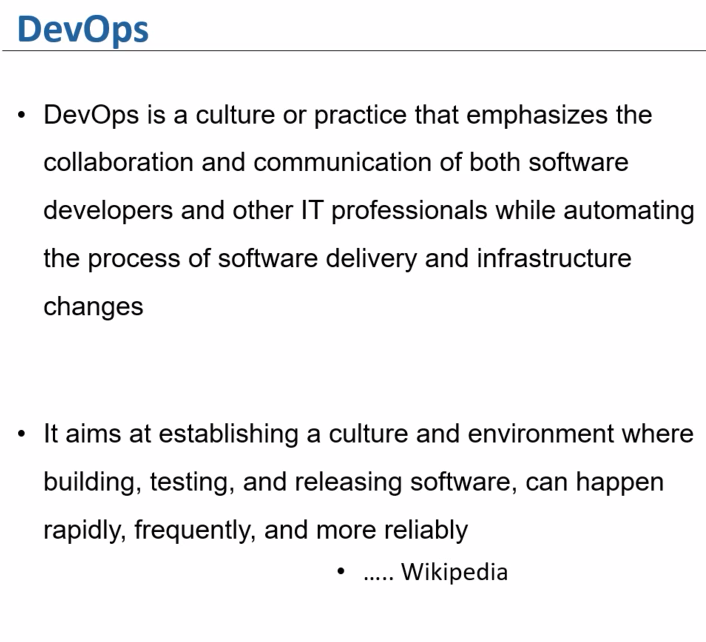 DevOps
• DevOps is a culture or practice that emphasizes the
collaboration and communication of both software
developers and other IT professionals while automating
the process of software delivery and infrastructure
changes
• It aims at establishing a culture and environment where
building, testing, and releasing software, can happen
rapidly, frequently, and more reliably
• ..... Wikipedia